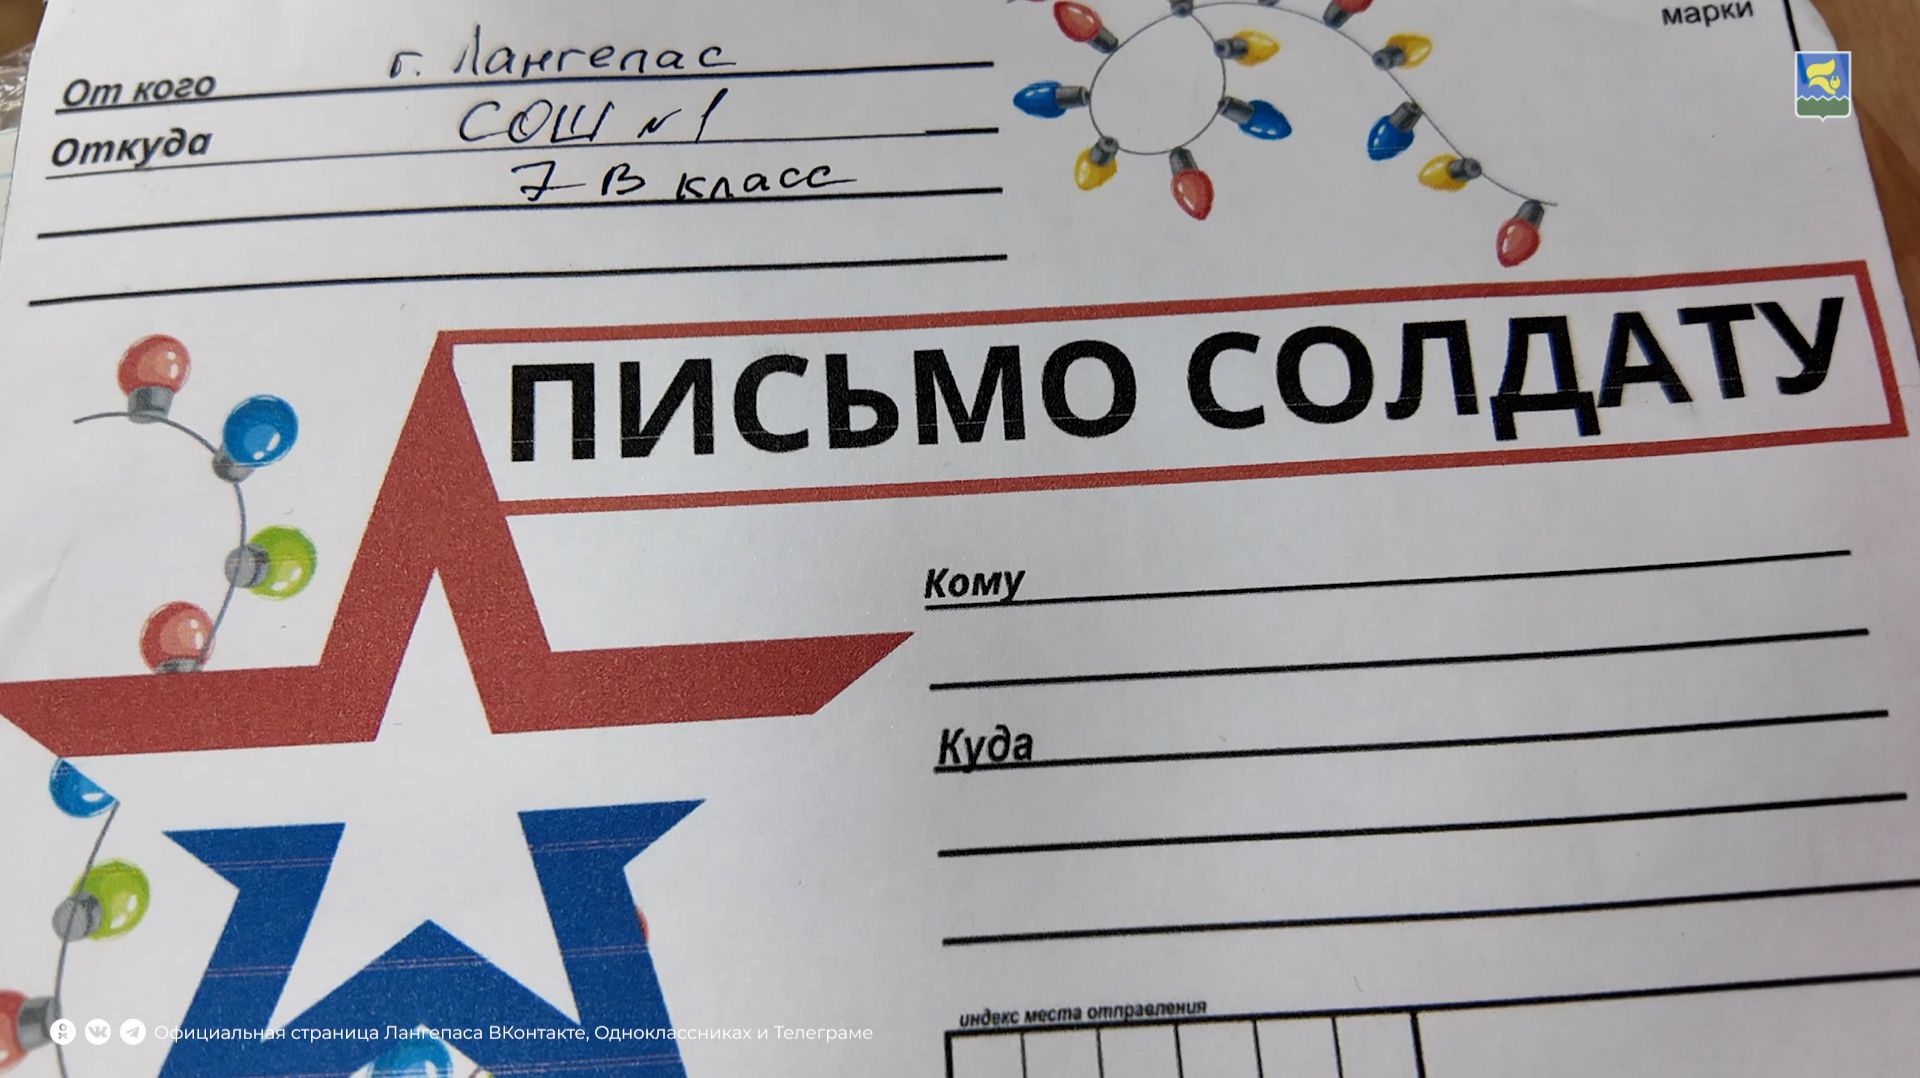 марки
От кого г. Лангепас
Откуда СОШ №1
7 В класс
ПИСЬМО СОЛДАТУ
Кому
Куда
индекс места отправления
Официальная страница Лангепаса ВКонтакте, Одноклассниках и Телеграме